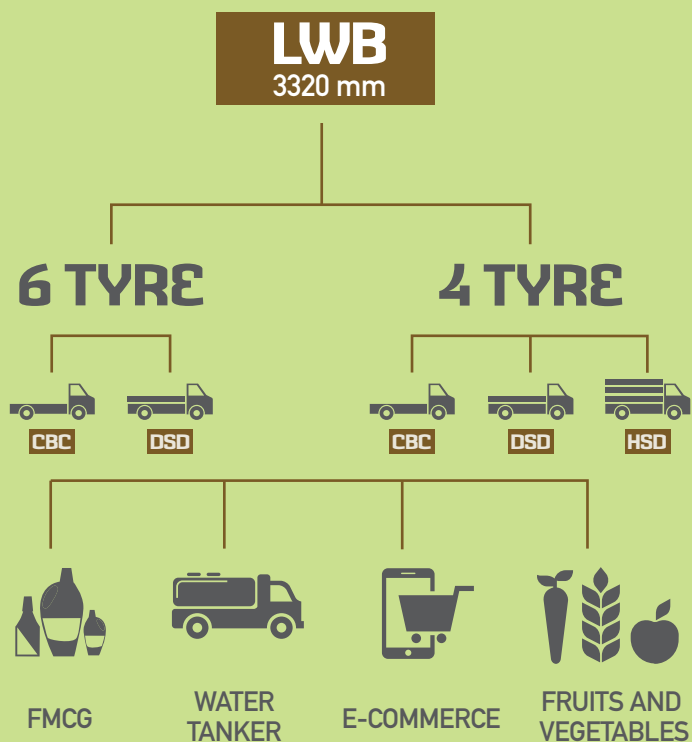 LWB
3320 mm
6 TYRE
4 TYRE
CBC
DSD
CBC
DSD
HSD
FMCG
WATER
TANKER
E-COMMERCE
FRUITS AND
VEGETABLES